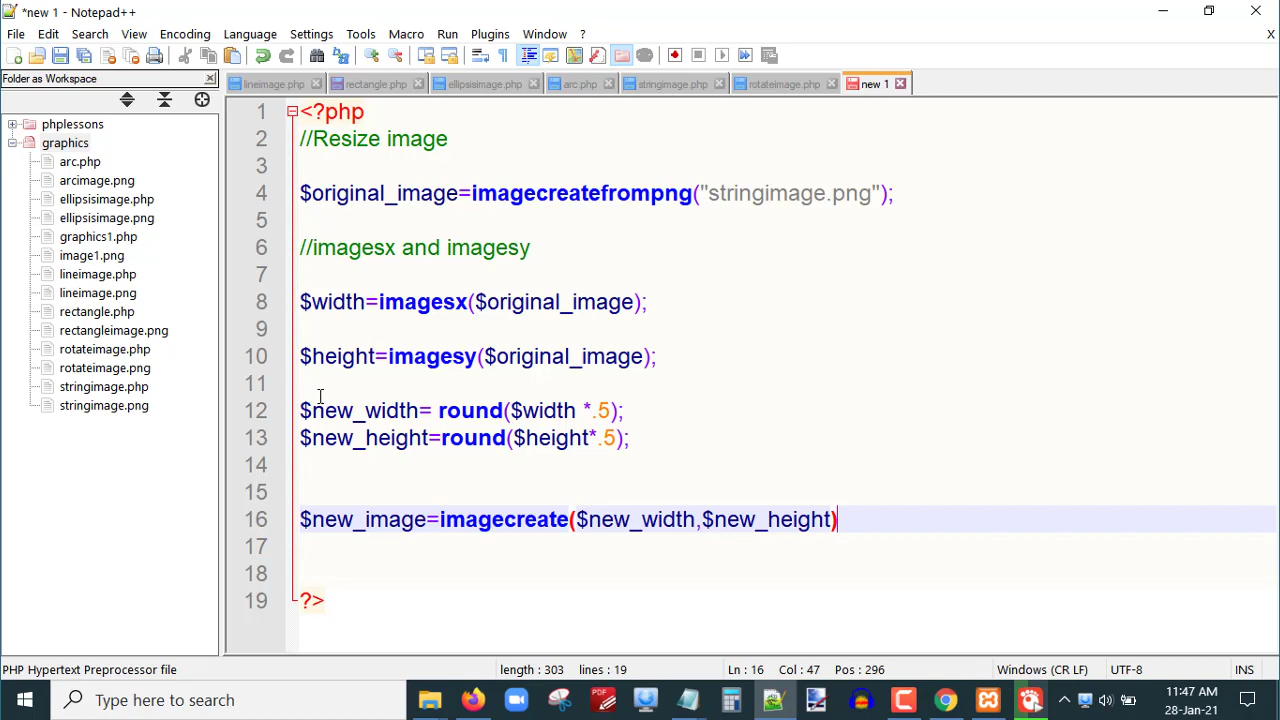 *new 1 - Notepad++
File Edit Search View Encoding Language Settings Tools Macro Run Plugins Window ? X
Folder as Workspace
lineimage.php rectangle.php ellipsisimage.php arc.php stringimage.php rotateimage.php new 1
phplessons
graphics
arc.php
arcimage.png
ellipsisimage.php
ellipsisimage.png
graphics1.php
image1.png
lineimage.php
lineimage.png
rectangle.php
rectangleimage.png
rotateimage.php
rotateimage.png
stringimage.php
stringimage.png
1 <?php
2 //Resize image
3
4 $original_image=imagecreatefrompng("stringimage.png");
5
6 //imagesx and imagesy
7
8 $width=imagesx($original_image);
9
10 $height=imagesy($original_image);
11
12 $new_width= round($width *.5);
13 $new_height=round($height*.5);
14
15
16 $new_image=imagecreate($new_width,$new_height)
17
18
19 ?>
PHP Hypertext Preprocessor file length : 303 lines : 19 Ln : 16 Col : 47 Pos : 296 Windows (CR LF) UTF-8 INS
Type here to search
PDF
11:47 AM
28-Jan-21